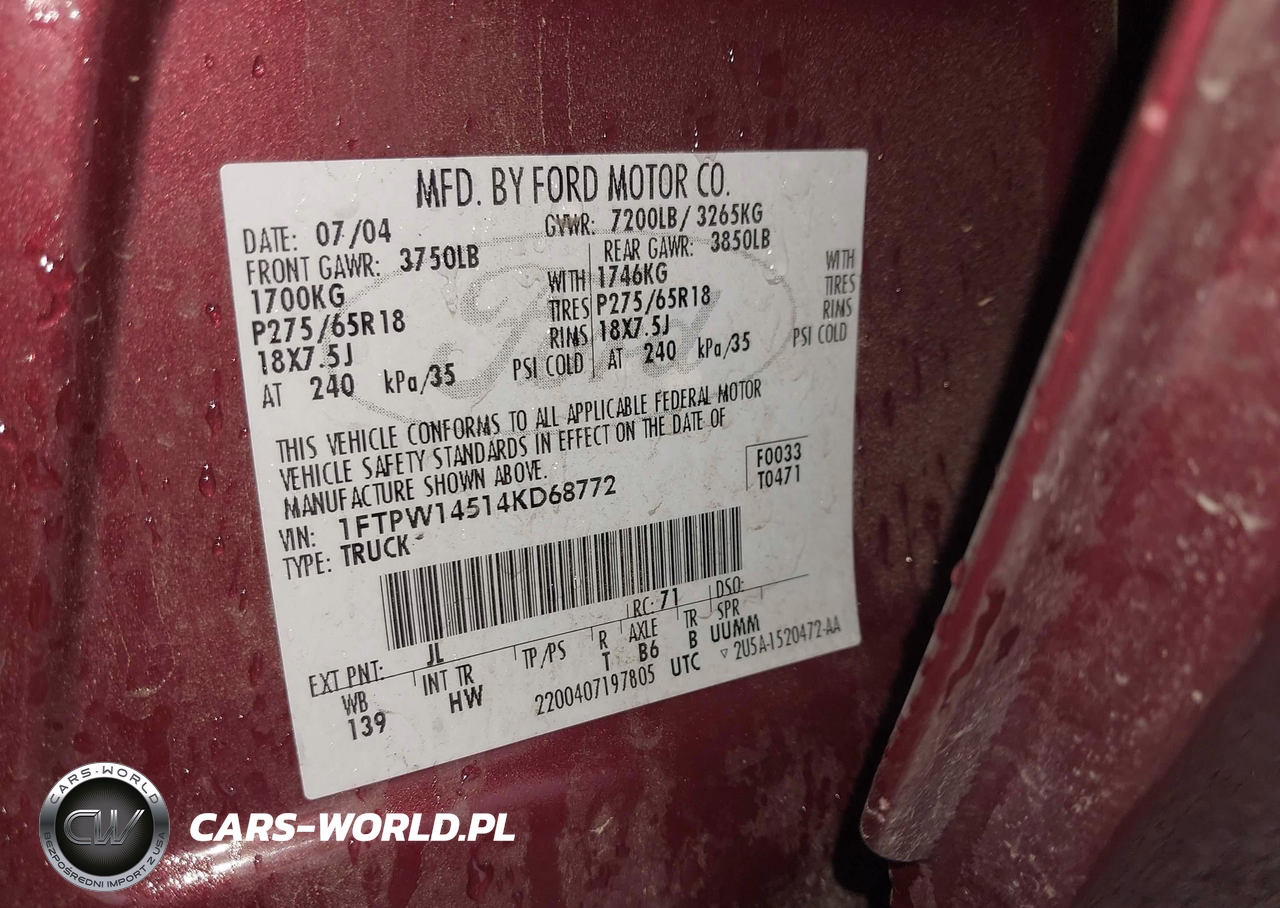 MFD. BY FORD MOTOR CO.
DATE: 07/04 GVWR: 7200LB/ 3265KG
FRONT GAWR: 3750LB REAR GAWR: 3850LB
1700KG WITH 1746KG WITH
P275/65R18 TIRES P275/65R18 TIRES
18X7.5J RIMS 18X7.5J RIMS
AT 240 kPa/35 PSI COLD AT 240 kPa/35 PSI COLD
THIS VEHICLE CONFORMS TO ALL APPLICABLE FEDERAL MOTOR
VEHICLE SAFETY STANDARDS IN EFFECT ON THE DATE OF
MANUFACTURE SHOWN ABOVE.
F0033
T0471
VIN: 1FTPW14514KD68772
TYPE: TRUCK
EXT PNT: JL RC: 71 DSO:
WB INT TR TP/PS R AXLE TR SPR
139 HW T B6 B UUMM
2200407197805 UTC ▽ 2U5A-1520472-AA
Ford
CARS-WORLD
CW
BEZPOŚREDNI IMPORT Z USA
CARS-WORLD.PL